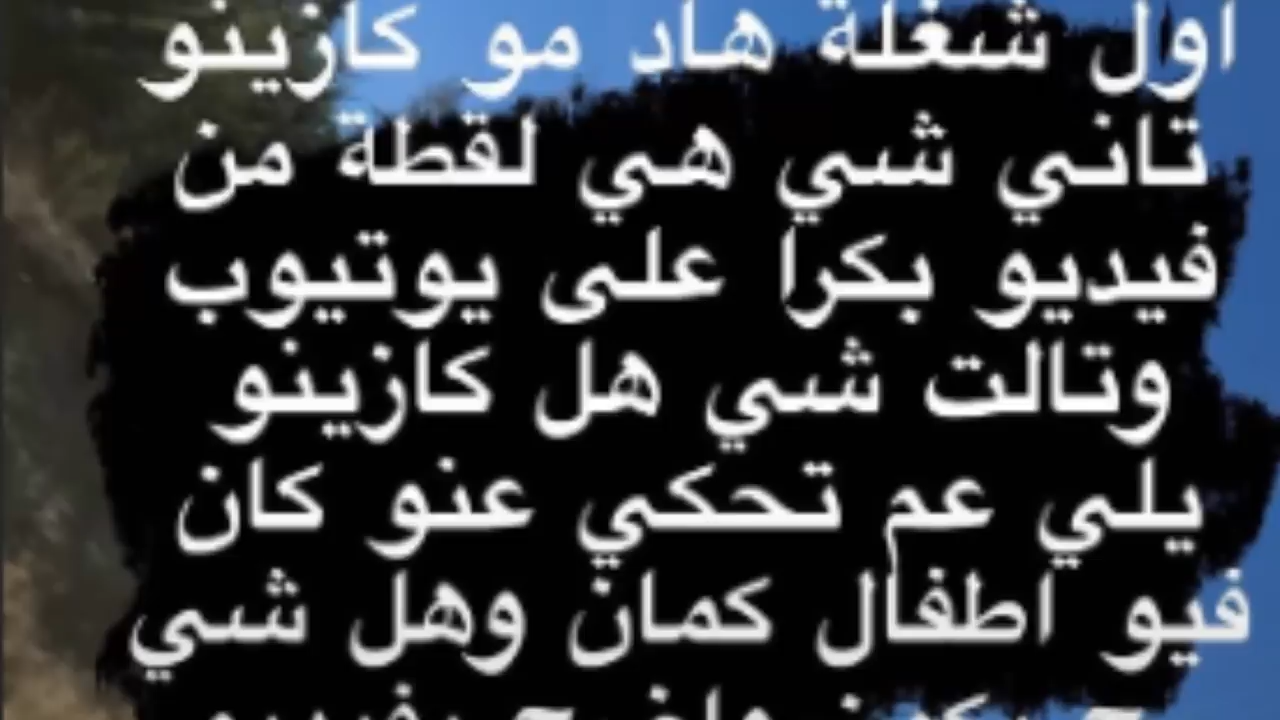 اول شغلة هاد مو كازينو
تاني شي هي لقطة من
فيديو بكرا على يوتيوب
وتالت شي هل كازينو
يلي عم تحكي عنو كان
فيو اطفال كمان وهل شي